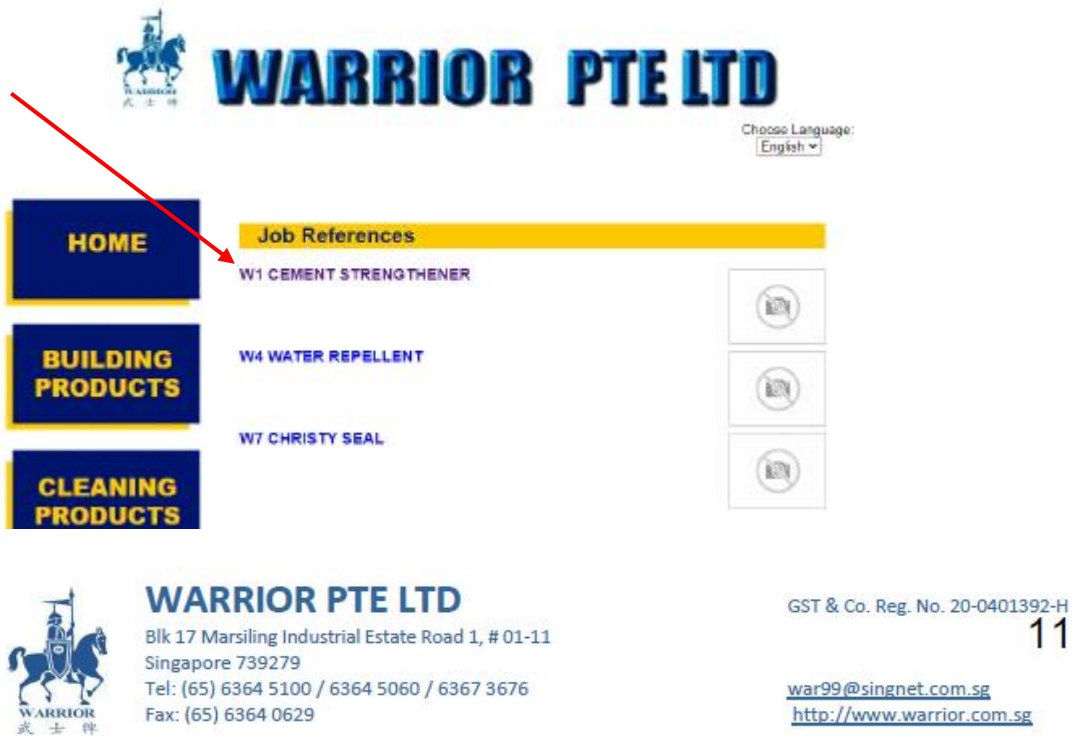 WARRIOR
武士牌
WARRIOR PTE LTD
Choose Language:
English
HOME
Job References
W1 CEMENT STRENGTHENER
BUILDING
PRODUCTS
W4 WATER REPELLENT
W7 CHRISTY SEAL
CLEANING
PRODUCTS
WARRIOR
武士牌
WARRIOR PTE LTD
Blk 17 Marsiling Industrial Estate Road 1, # 01-11
Singapore 739279
Tel: (65) 6364 5100 / 6364 5060 / 6367 3676
Fax: (65) 6364 0629
GST & Co. Reg. No. 20-0401392-H
11
war99@singnet.com.sg
http://www.warrior.com.sg